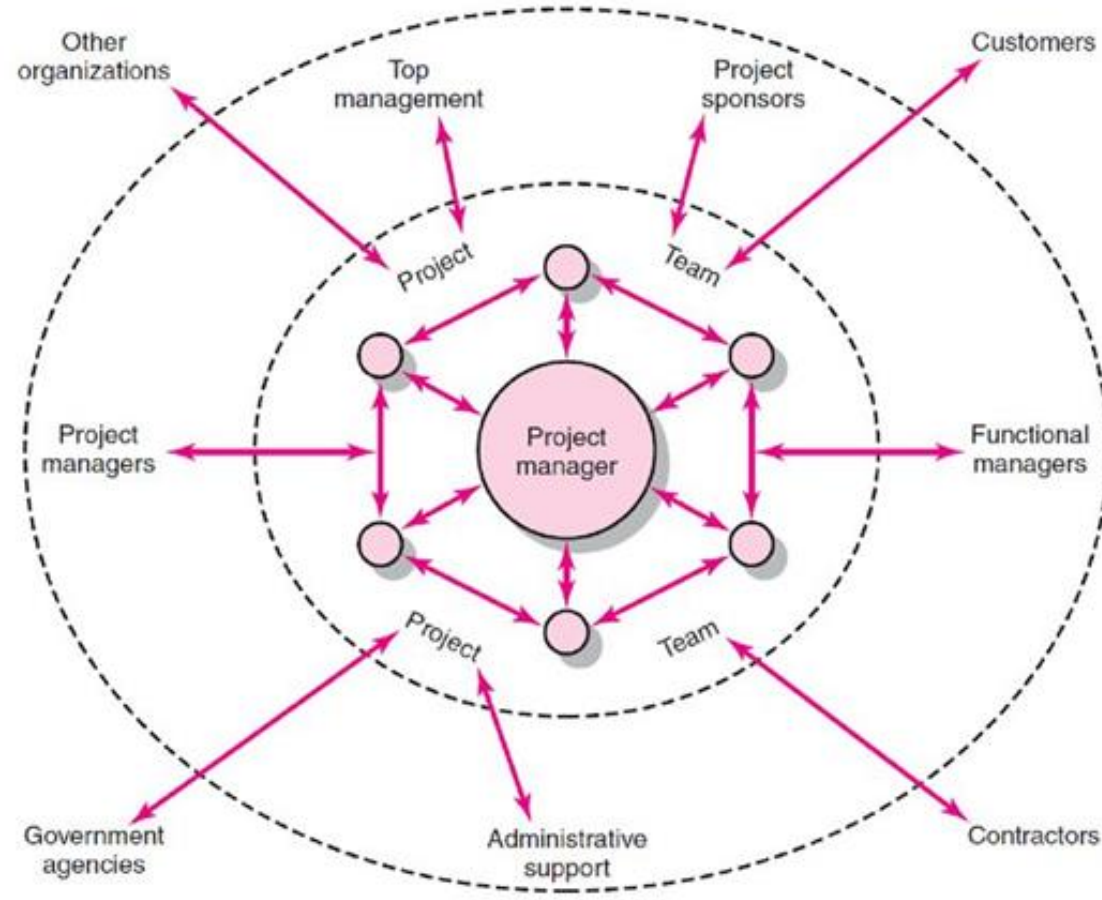 Other
organizations
Top
management
Project
sponsors
Customers
Project
Team
Project
managers
Project
manager
Functional
managers
Project
Team
Government
agencies
Administrative
support
Contractors